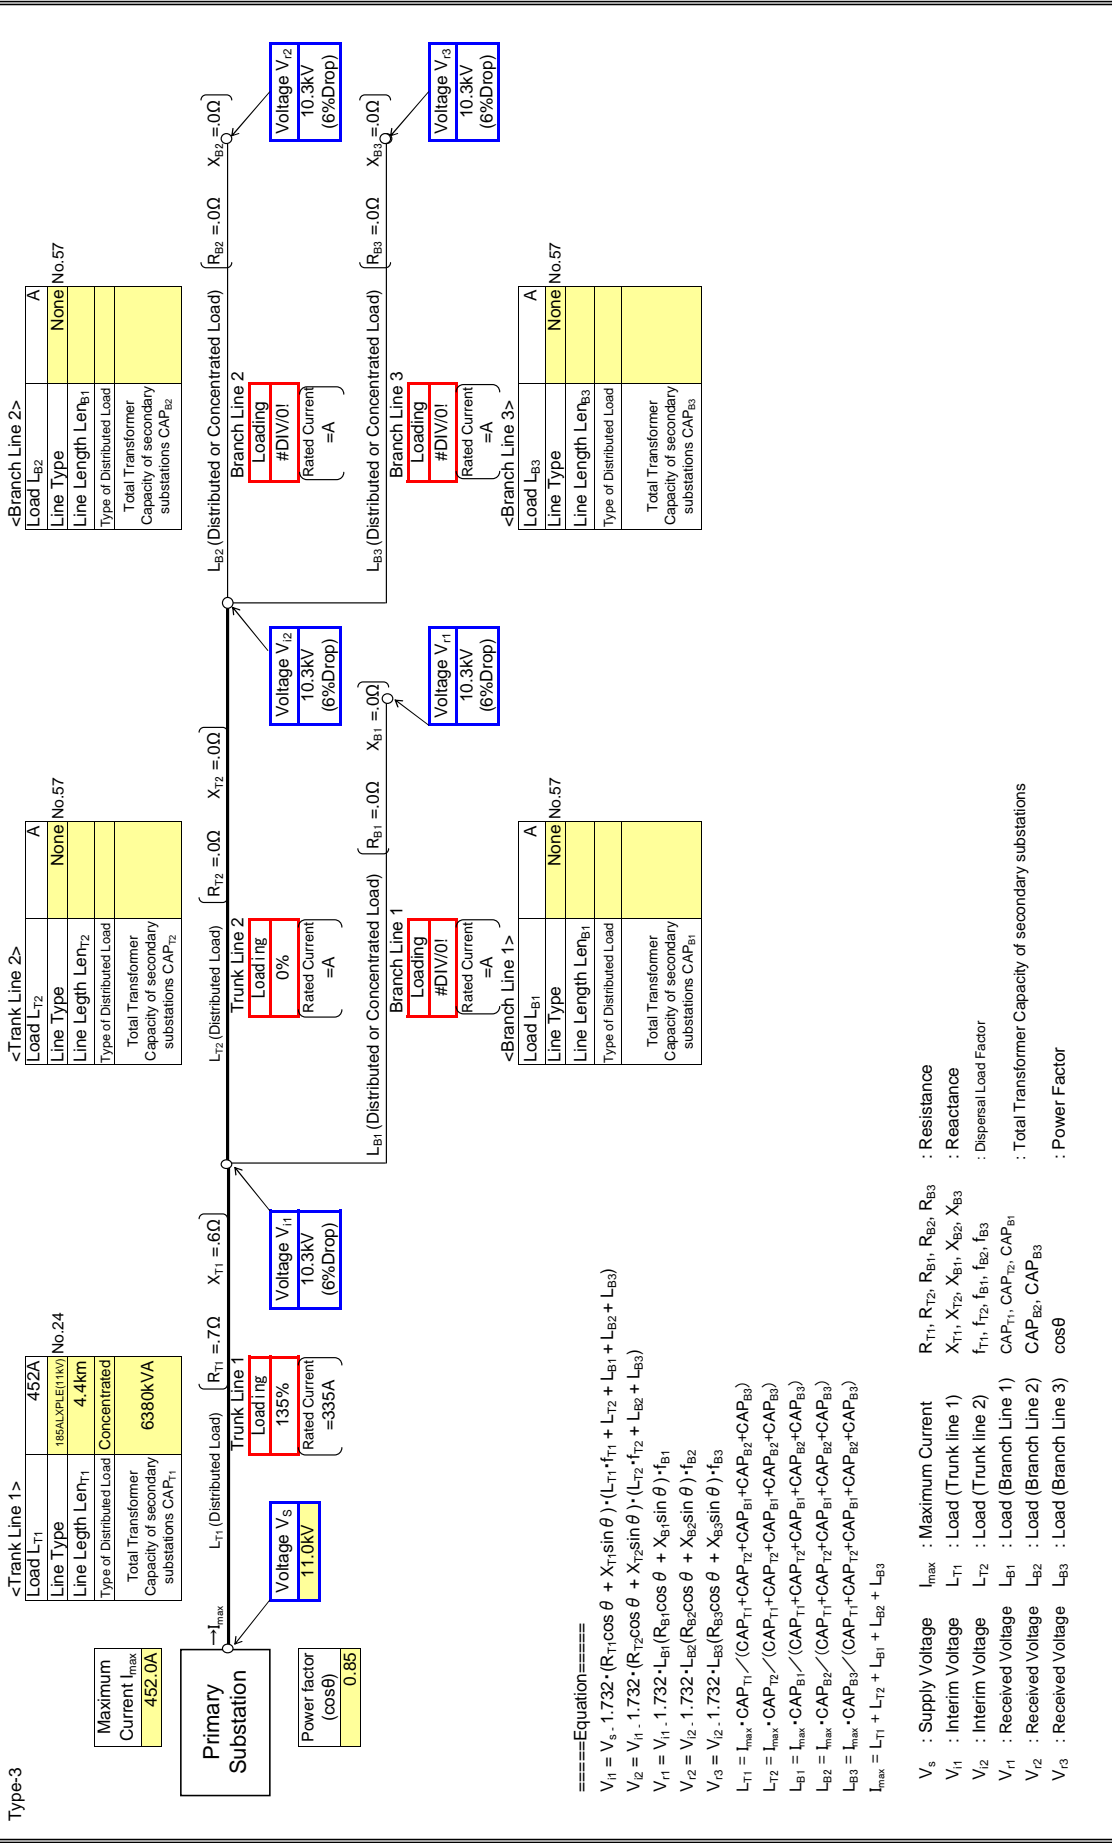 Type-3
Maximum
Current Imax
452.0A
Primary
Substation
Power factor
(cosθ)
0.85
→Imax
Voltage VS
11.0kV
<Trank Line 1>
Load LT1 452A
Line Type 185ALXPLE(11kV) No.24
Line Legth LenT1 4.4km
Type of Distributed Load Concentrated
Total Transformer
Capacity of secondary
substations CAPT1
6380kVA
LT1 (Distributed Load)
RT1 =.7Ω XT1 =.6Ω
Trunk Line 1
Loading
135%
Rated Current
=335A
Voltage Vi1
10.3kV
(6%Drop)
<Trank Line 2>
Load LT2 A
Line Type None No.57
Line Length LenT2
Type of Distributed Load
Total Transformer
Capacity of secondary
substations CAPT2
LT2 (Distributed Load)
RT2 =.0Ω XT2 =.0Ω
Trunk Line 2
Loading
0%
Rated Current
=A
Voltage Vi2
10.3kV
(6%Drop)
LB1 (Distributed or Concentrated Load)
RB1 =.0Ω XB1 =.0Ω
Branch Line 1
Loading
#DIV/0!
Rated Current
=A
Voltage Vr1
10.3kV
(6%Drop)
<Branch Line 1>
Load LB1 A
Line Type None No.57
Line Length LenB1
Type of Distributed Load
Total Transformer
Capacity of secondary
substations CAPB1
<Branch Line 2>
Load LB2 A
Line Type None No.57
Line Length LenB1
Type of Distributed Load
Total Transformer
Capacity of secondary
substations CAPB2
LB2 (Distributed or Concentrated Load)
RB2 =.0Ω XB2 =.0Ω
Branch Line 2
Loading
#DIV/0!
Rated Current
=A
Voltage Vr2
10.3kV
(6%Drop)
LB3 (Distributed or Concentrated Load)
RB3 =.0Ω XB3 =.0Ω
Branch Line 3
Loading
#DIV/0!
Rated Current
=A
Voltage Vr3
10.3kV
(6%Drop)
<Branch Line 3>
Load LB3 A
Line Type None No.57
Line Length LenB3
Type of Distributed Load
Total Transformer
Capacity of secondary
substations CAPB3
=====Equation=====
Vi1 = Vs - 1.732・(RT1cos θ + XT1sin θ)・(LT1・fT1 + LT2 + LB1 + LB2 + LB3)
Vi2 = Vi1 - 1.732・(RT2cos θ + XT2sin θ)・(LT2・fT2 + LB2 + LB3)
Vr1 = Vi1 - 1.732・LB1(RB1cos θ + XB1sin θ)・fB1
Vr2 = Vi2 - 1.732・LB2(RB2cos θ + XB2sin θ)・fB2
Vr3 = Vi2 - 1.732・LB3(RB3cos θ + XB3sin θ)・fB3
LT1 = Imax・CAPT1／(CAPT1+CAPT2+CAPB1+CAPB2+CAPB3)
LT2 = Imax・CAPT2／(CAPT1+CAPT2+CAPB1+CAPB2+CAPB3)
LB1 = Imax・CAPB1／(CAPT1+CAPT2+CAPB1+CAPB2+CAPB3)
LB2 = Imax・CAPB2／(CAPT1+CAPT2+CAPB1+CAPB2+CAPB3)
LB3 = Imax・CAPB3／(CAPT1+CAPT2+CAPB1+CAPB2+CAPB3)
Imax = LT1 + LT2 + LB1 + LB2 + LB3
Vs : Supply Voltage Imax : Maximum Current RT1, RT2, RB1, RB2, RB3 : Resistance
Vi1 : Interim Voltage LT1 : Load (Trunk line 1) XT1, XT2, XB1, XB2, XB3 : Reactance
Vi2 : Interim Voltage LT2 : Load (Trunk line 2) fT1, fT2, fB1, fB2, fB3 : Dispersal Load Factor
Vr1 : Received Voltage LB1 : Load (Branch Line 1) CAPT1, CAPT2, CAPB1 : Total Transformer Capacity of secondary substations
Vr2 : Received Voltage LB2 : Load (Branch Line 2) CAPB2, CAPB3
Vr3 : Received Voltage LB3 : Load (Branch Line 3) cosθ : Power Factor